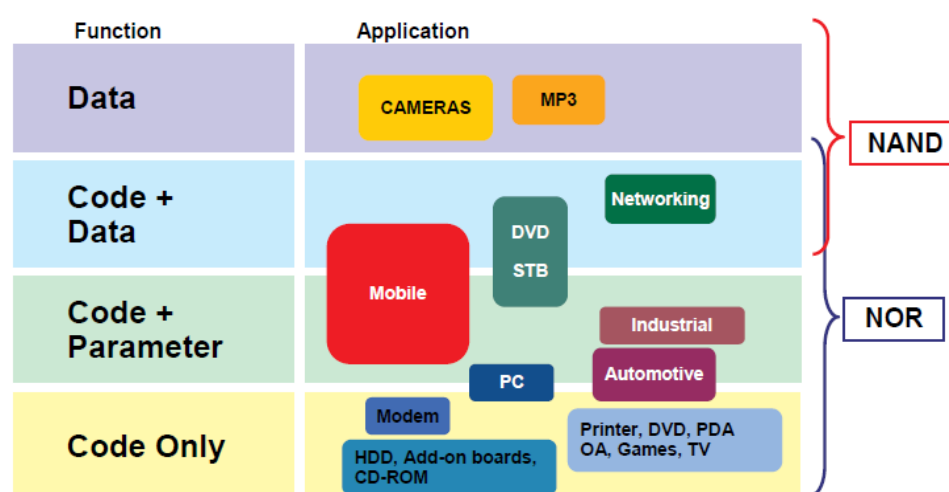 Function
Application
Data
CAMERAS
MP3
NAND
Code +
Data
Networking
DVD
STB
Mobile
Code +
Parameter
Industrial
NOR
Automotive
PC
Code Only
Modem
Printer, DVD, PDA
OA, Games, TV
HDD, Add-on boards,
CD-ROM